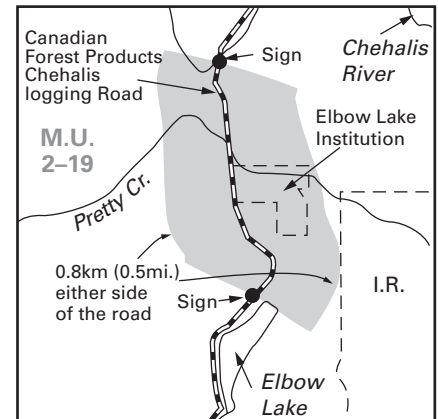 Canadian
Forest Products
Chehalis
logging Road
Sign
Chehalis
River
Elbow Lake
Institution
M.U.
2–19
Pretty Cr.
0.8km (0.5mi.)
either side
of the road
Sign
I.R.
Elbow
Lake